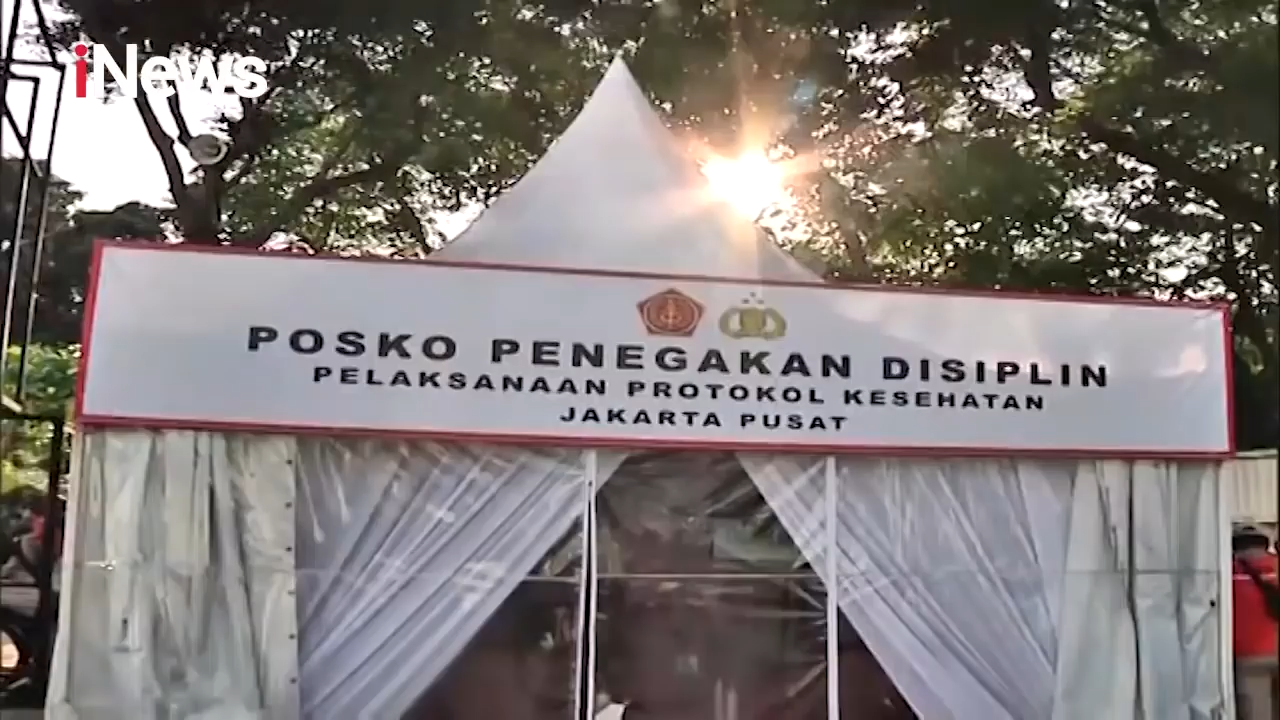 iNews
POSKO PENEGAKAN DISIPLIN
PELAKSANAAN PROTOKOL KESEHATAN
JAKARTA PUSAT